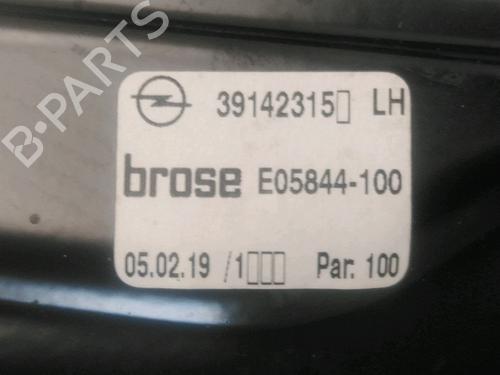 B-PARTS
39142315▯ LH
brose E05844-100
05.02.19 /1▯▯▯ Par. 100